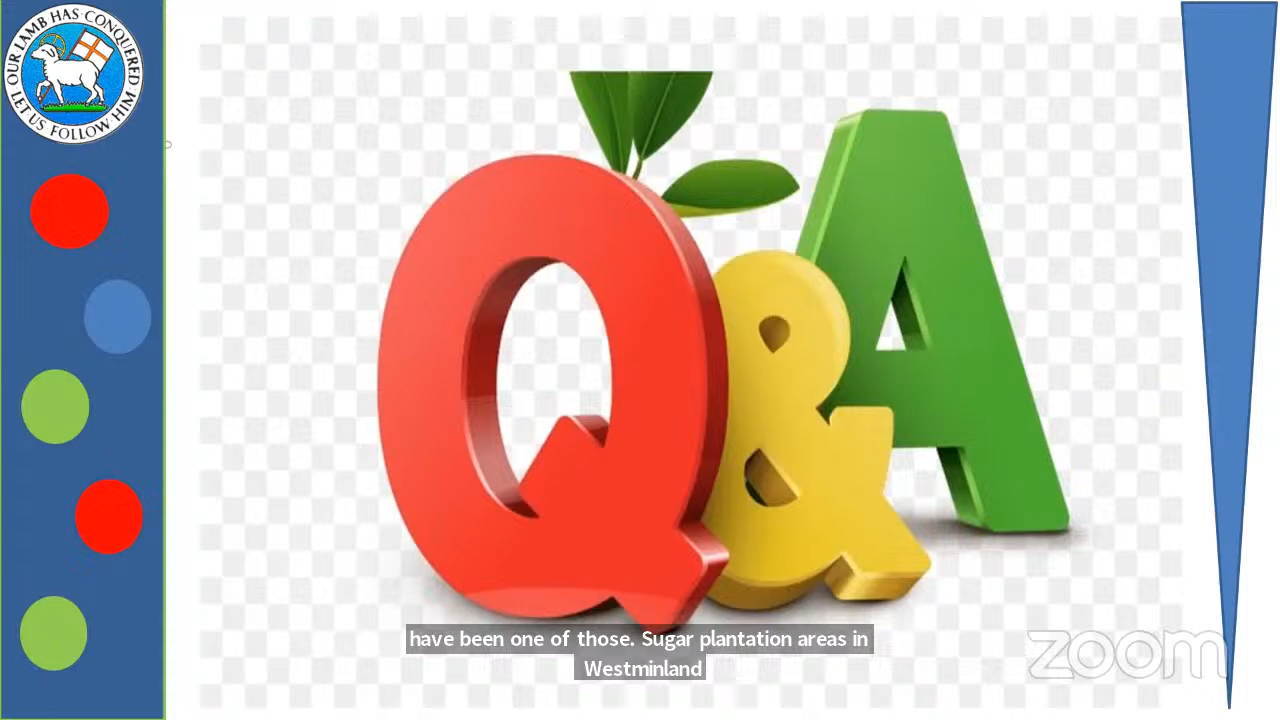 OUR LAMB HAS CONQUERED
LET US FOLLOW HIM
Q&A
have been one of those. Sugar plantation areas in
Westminland
zoom